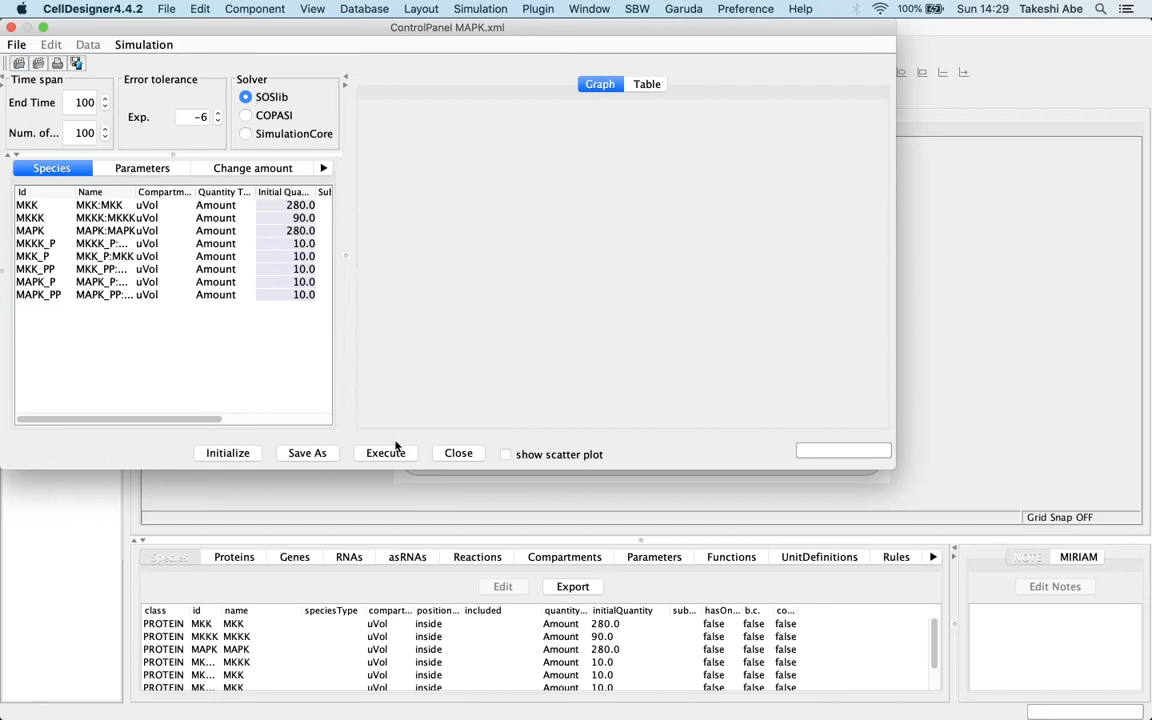 CellDesigner4.4.2 File Edit Component View Database Layout Simulation Plugin Window SBW Garuda Preference Help 100% Sun 14:29 Takeshi Abe
ControlPanel MAPK.xml
File Edit Data Simulation
Time span Error tolerance Solver
Graph Table
End Time 100
Exp. -6
SOSlib
COPASI
Num. of... 100
SimulationCore
Species Parameters Change amount
Id Name Compartm... Quantity T... Initial Qua... Sul
MKK MKK:MKK uVol Amount 280.0
MKKK MKKK:MKKK uVol Amount 90.0
MAPK MAPK:MAPK uVol Amount 280.0
MKKK_P MKKK_P:... uVol Amount 10.0
MKK_P MKK_P:MKK uVol Amount 10.0
MKK_PP MKK_PP:... uVol Amount 10.0
MAPK_P MAPK_P:... uVol Amount 10.0
MAPK_PP MAPK_PP:... uVol Amount 10.0
Initialize Save As Execute Close show scatter plot
Grid Snap OFF
Species Proteins Genes RNAs asRNAs Reactions Compartments Parameters Functions UnitDefinitions Rules
NOTE MIRIAM
Edit Export
Edit Notes
class id name speciesType compart... position... included quantity... initialQuantity sub... hasOn... b.c. co...
PROTEIN MKK MKK uVol inside Amount 280.0 false false false
PROTEIN MKKK MKKK uVol inside Amount 90.0 false false false
PROTEIN MAPK MAPK uVol inside Amount 280.0 false false false
PROTEIN MK... MKKK uVol inside Amount 10.0 false false false
PROTEIN MK... MKK uVol inside Amount 10.0 false false false
PROTEIN MK... MKK uVol inside Amount 10.0 false false false